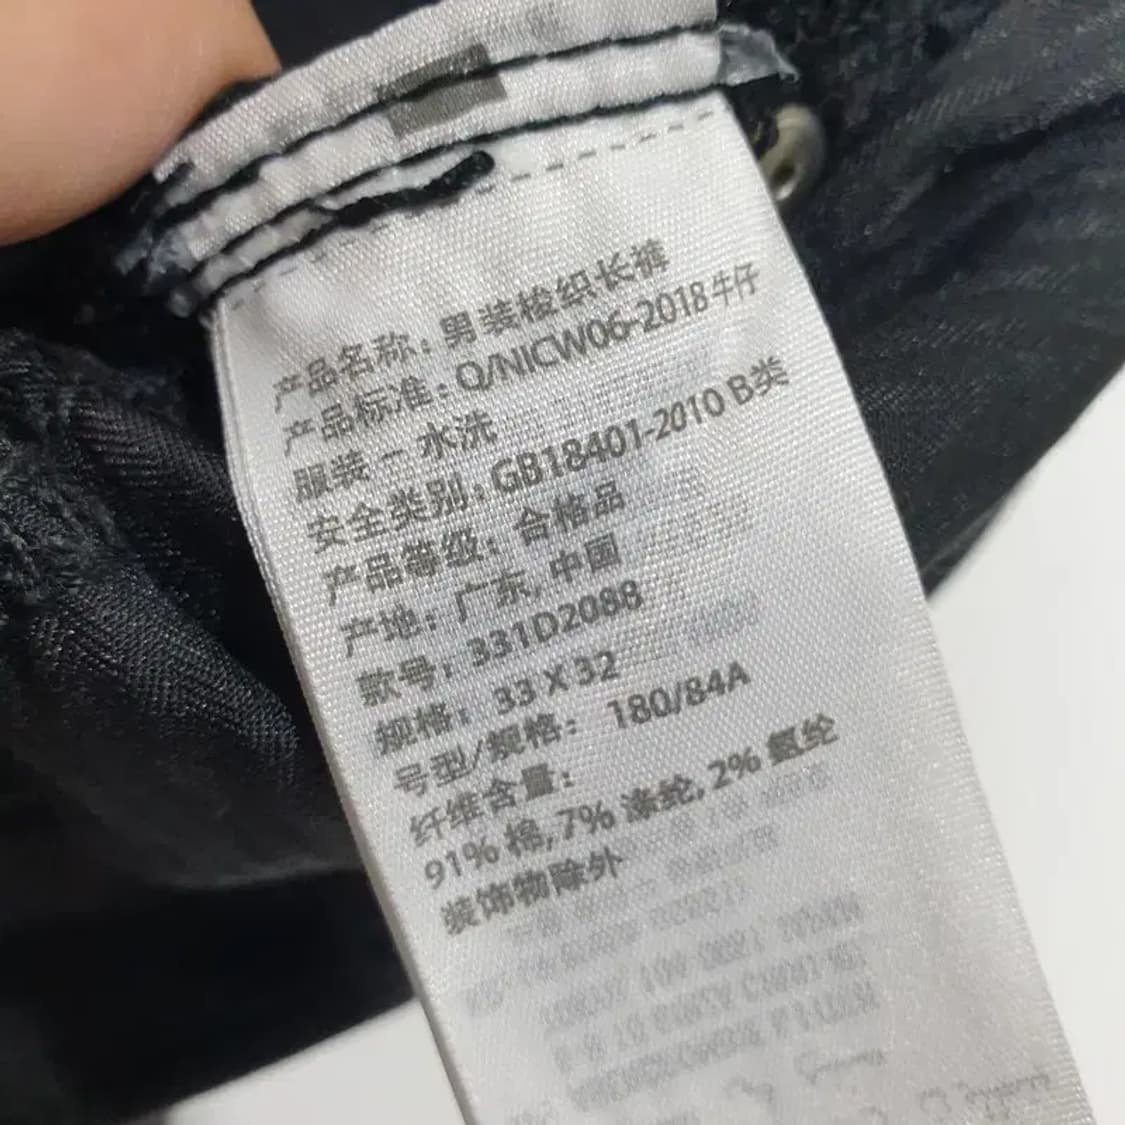 产品名称：男装梭织长裤
产品标准：Q/NICW06-2018 牛仔
服装 - 水洗
安全类别：GB18401-2010 B类
产品等级：合格品
产地：广东, 中国
款号：331D2088
规格：33 X 32
号型/规格：180/84A
纤维含量：
91% 棉, 7% 涤纶, 2% 氨纶
装饰物除外